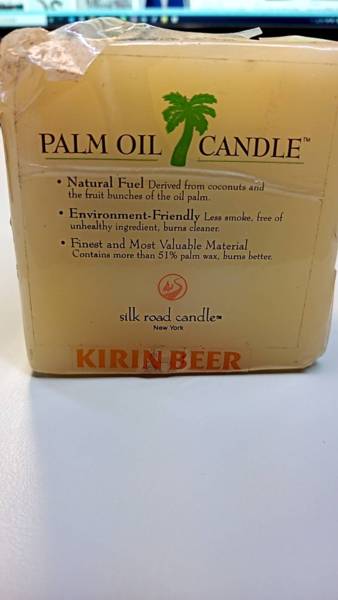 PALM OIL CANDLE™
• Natural Fuel Derived from coconuts and
the fruit bunches of the oil palm.
• Environment-Friendly Less smoke, free of
unhealthy ingredient, burns cleaner.
• Finest and Most Valuable Material
Contains more than 51% palm wax, burns better.
silk road candle℠
New York
KIRIN BEER